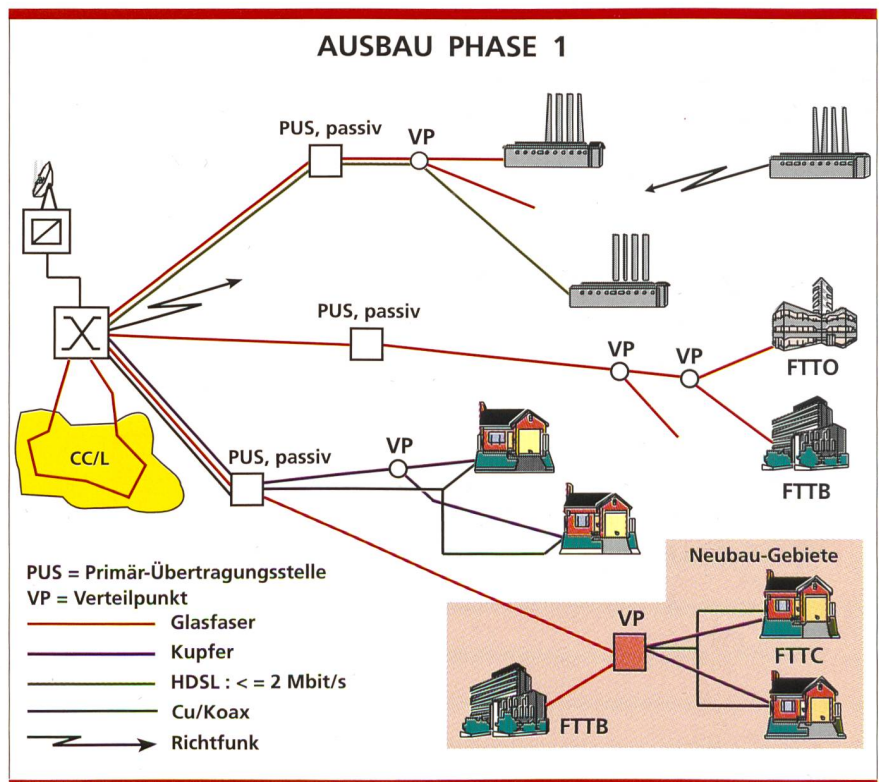 AUSBAU PHASE 1
PUS, passiv
VP
PUS, passiv
VP
VP
FTTO
FTTB
CC/L
PUS, passiv
VP
Neubau-Gebiete
VP
FTTC
FTTB
PUS = Primär-Übertragungsstelle
VP = Verteilpunkt
Glasfaser
Kupfer
HDSL : < = 2 Mbit/s
Cu/Koax
Richtfunk